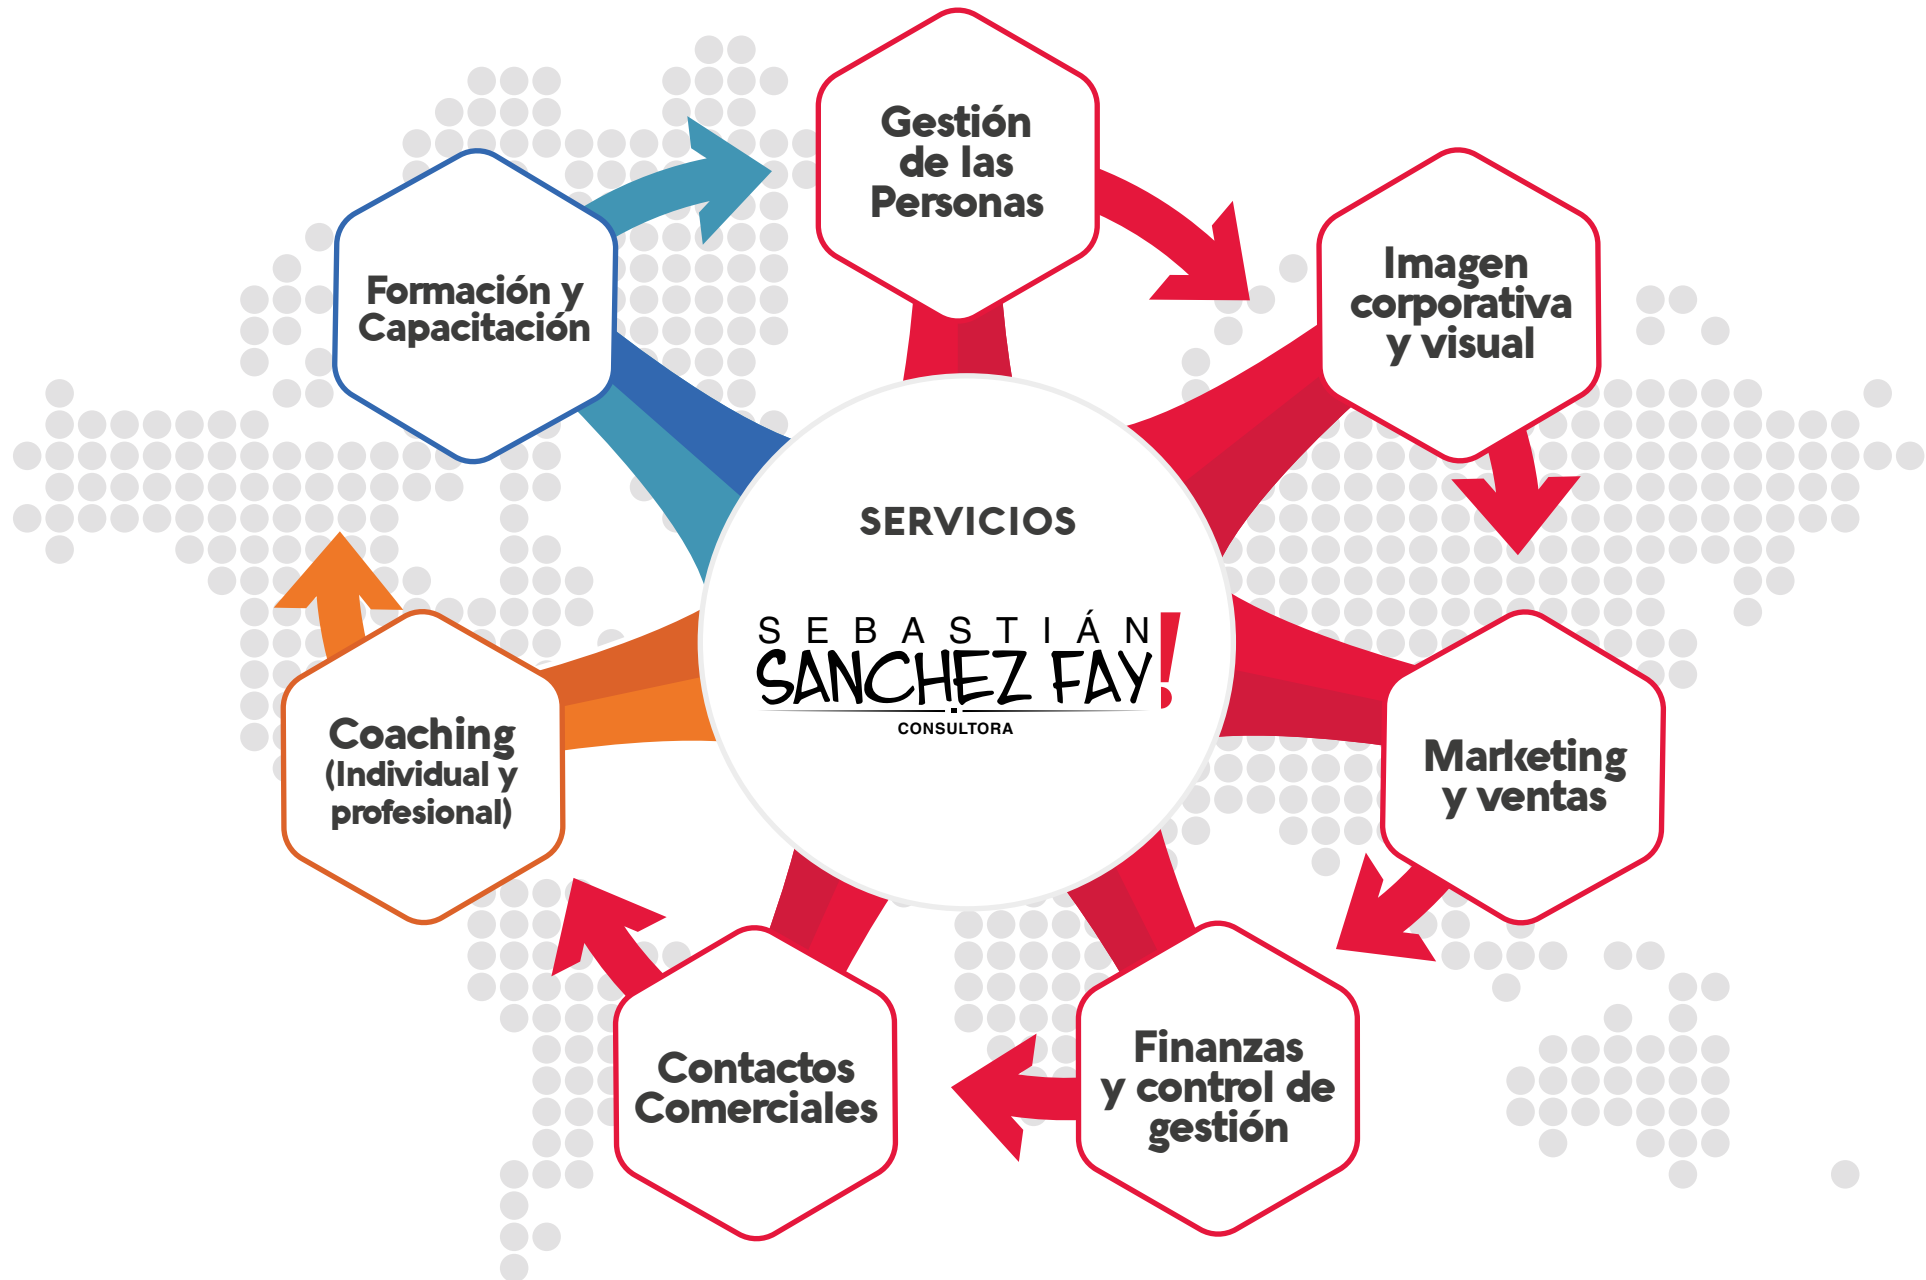 Gestión
de las
Personas
Imagen
corporativa
y visual
Formación y
Capacitación
SERVICIOS
SEBASTIÁN
SANCHEZ FAY!
CONSULTORA
Coaching
(Individual y
profesional)
Marketing
y ventas
Contactos
Comerciales
Finanzas
y control de
gestión